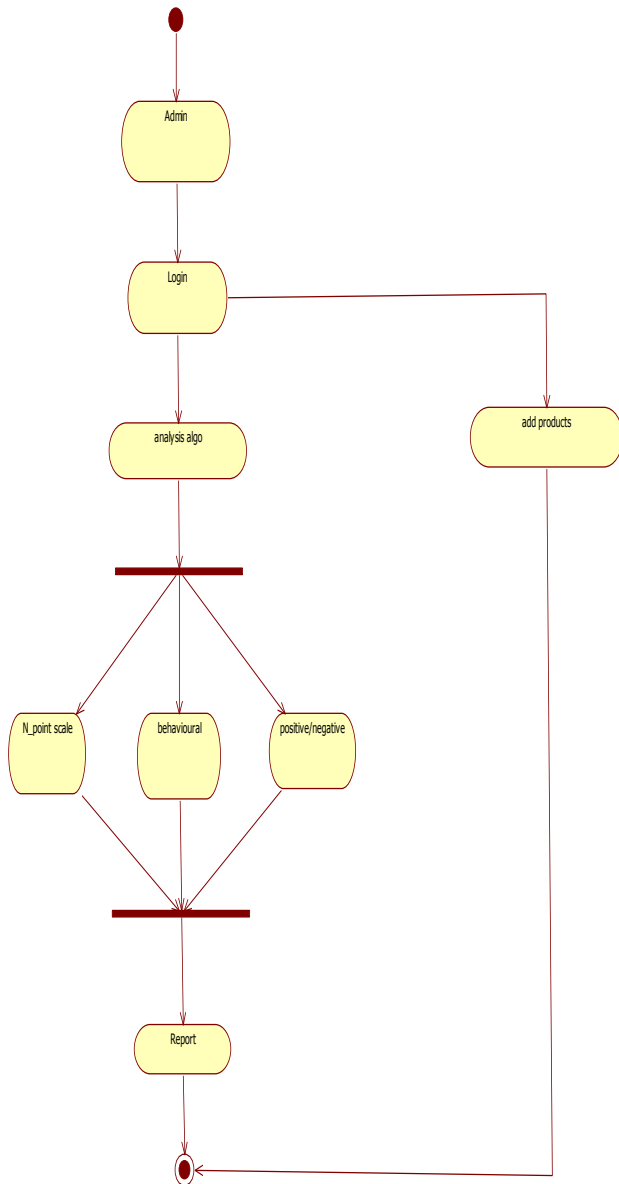 Admin
Login
analysis algo
add products
N_point scale
behavioural
positive/negative
Report